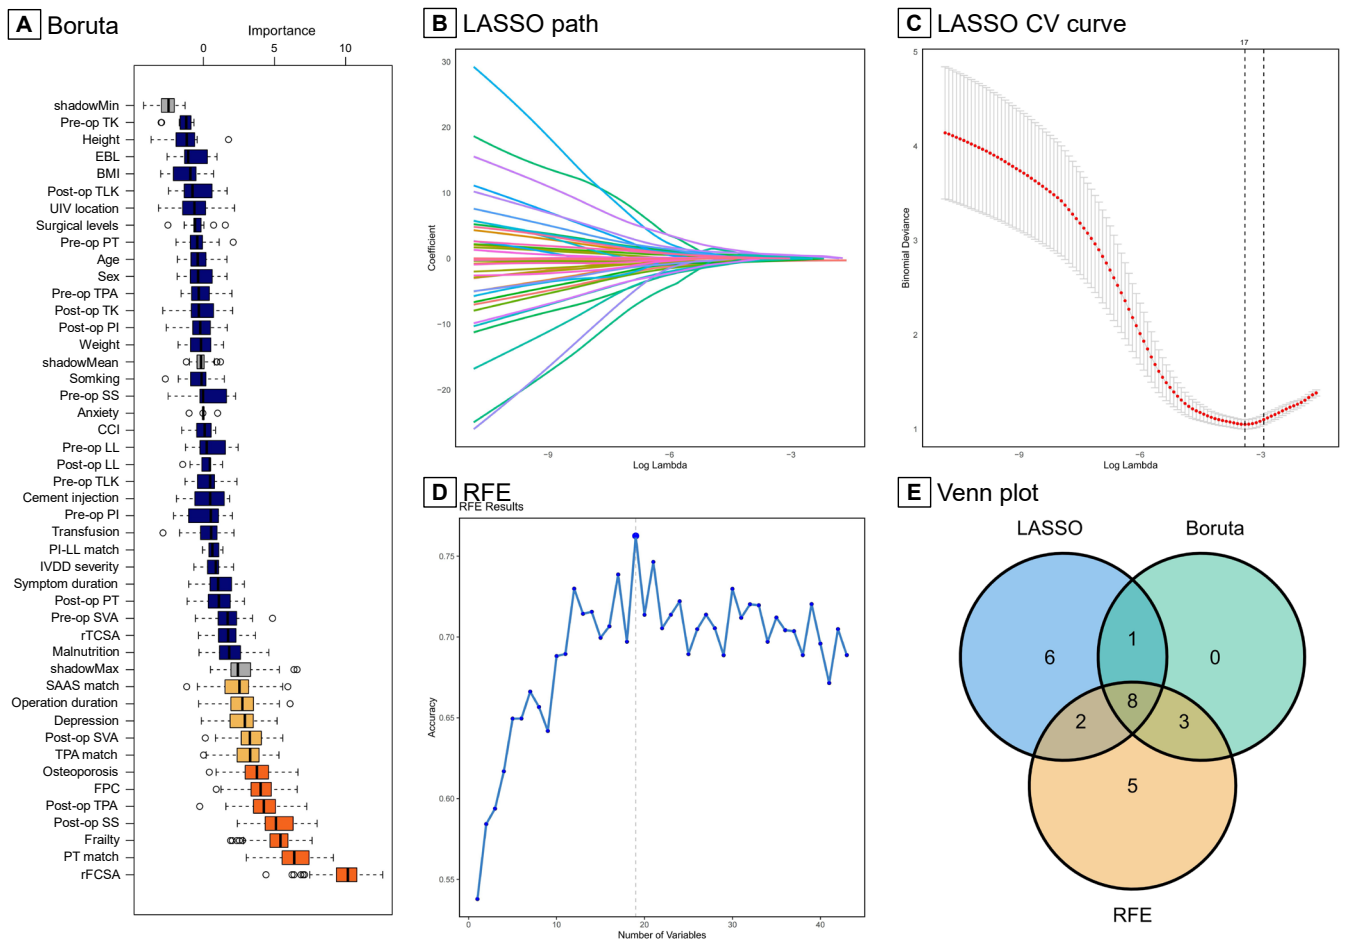 A Boruta
Importance
0 5 10
shadowMin
Pre-op TK
Height
EBL
BMI
Post-op TLK
UIV location
Surgical levels
Pre-op PT
Age
Sex
Pre-op TPA
Post-op TK
Post-op PI
Weight
shadowMean
Somking
Pre-op SS
Anxiety
CCI
Pre-op LL
Post-op LL
Pre-op TLK
Cement injection
Pre-op PI
Transfusion
PI-LL match
IVDD severity
Symptom duration
Post-op PT
Pre-op SVA
rTCSA
Malnutrition
shadowMax
SAAS match
Operation duration
Depression
Post-op SVA
TPA match
Osteoporosis
FPC
Post-op TPA
Post-op SS
Frailty
PT match
rFCSA
B LASSO path
Coefficient
30
20
10
0
−10
−20
−9 −6 −3
Log Lambda
C LASSO CV curve
17
Binomial Deviance
5
4
3
2
1
−9 −6 −3
Log Lambda
D RFE
RFE Results
Accuracy
0.75
0.70
0.65
0.60
0.55
0 10 20 30 40
Number of Variables
E Venn plot
LASSO Boruta
6 1 0
8
2 3
5
RFE